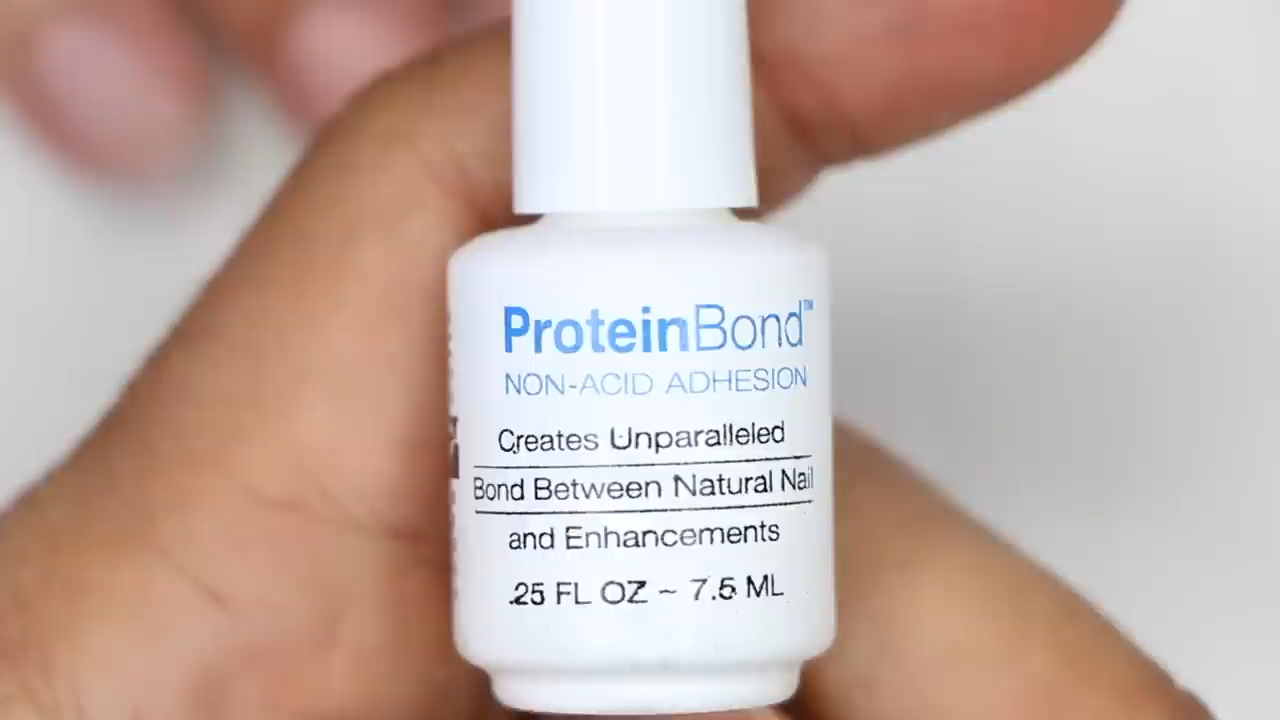 ProteinBond™
NON-ACID ADHESION
Creates Unparalleled
Bond Between Natural Nail
and Enhancements
.25 FL OZ ~ 7.5 ML